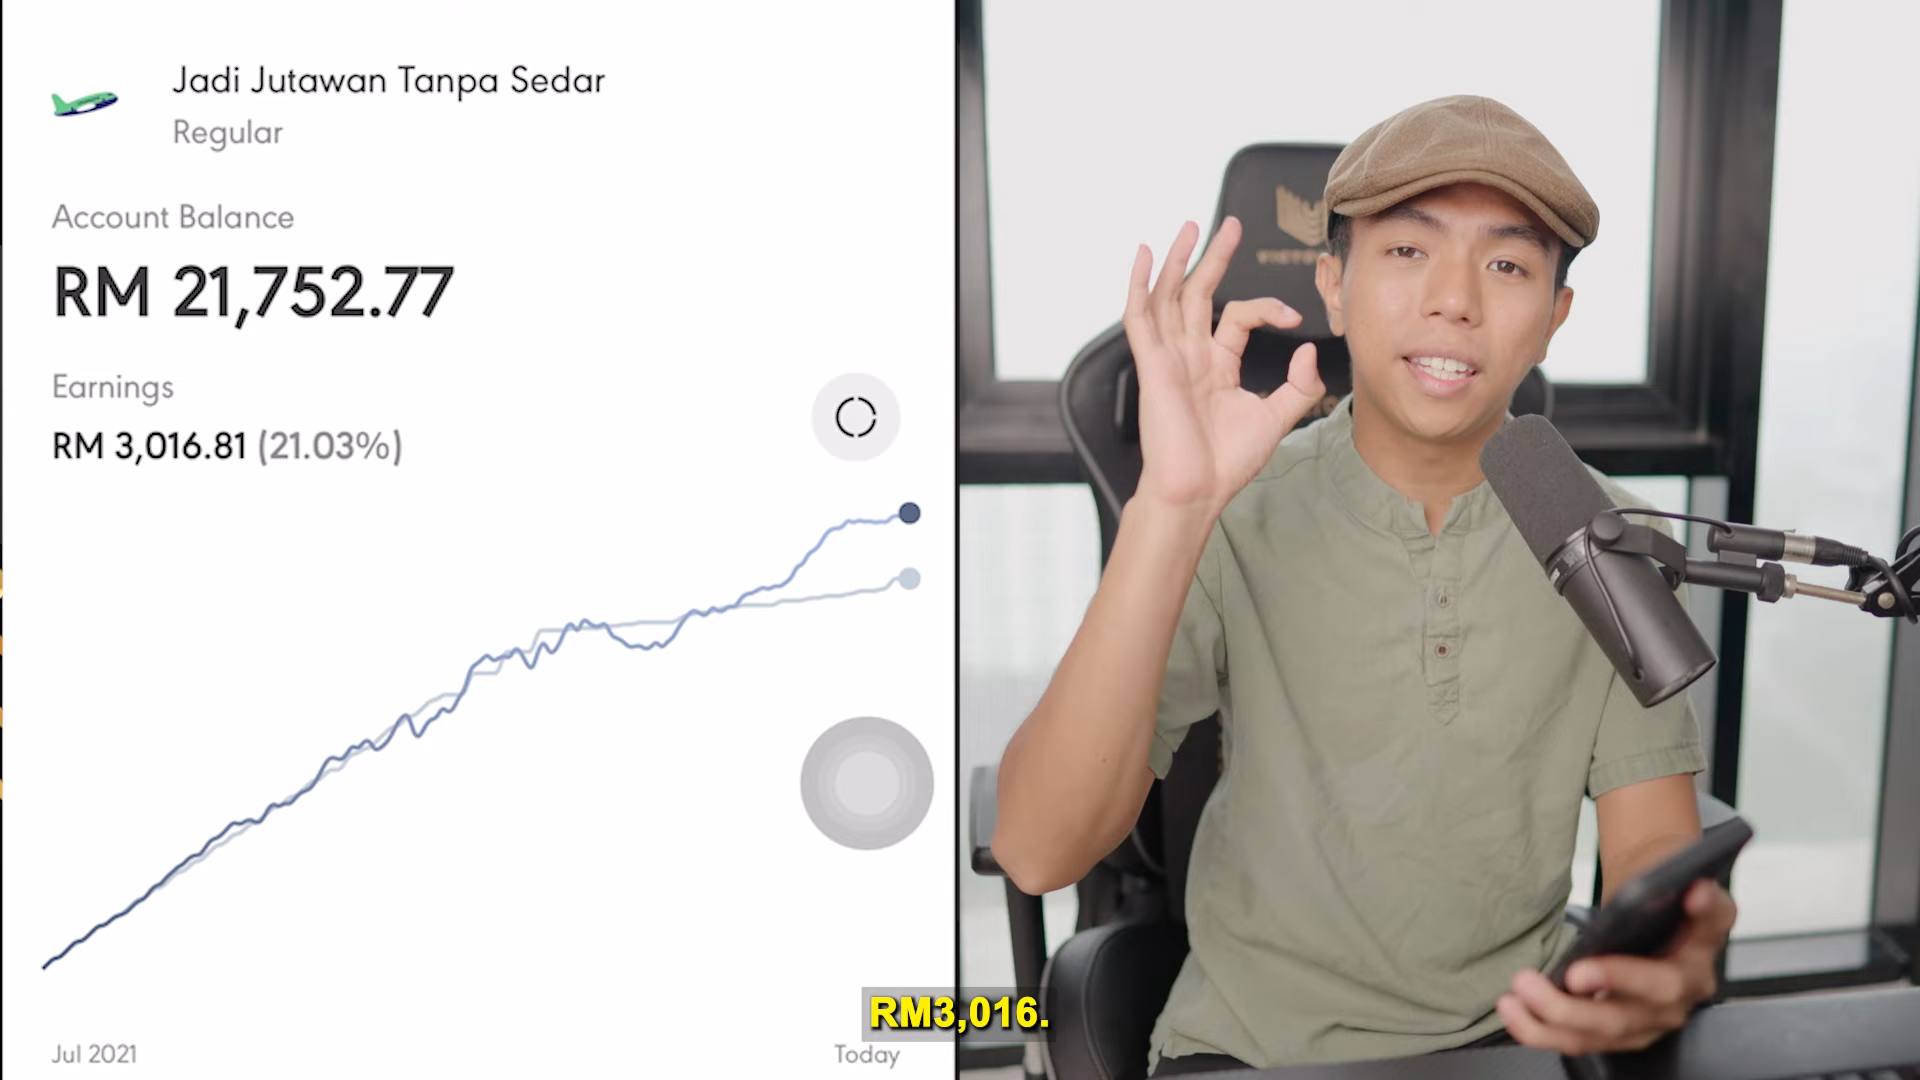 Jadi Jutawan Tanpa Sedar
Regular
Account Balance
RM 21,752.77
Earnings
RM 3,016.81 (21.03%)
Jul 2021
Today
RM3,016.